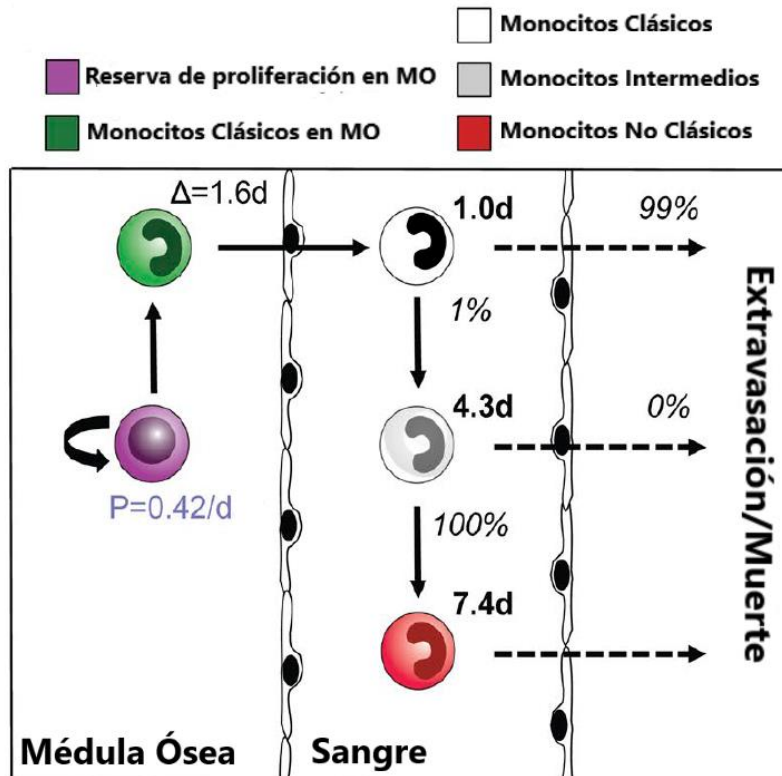 Monocitos Clásicos
Reserva de proliferación en MO
Monocitos Intermedios
Monocitos Clásicos en MO
Monocitos No Clásicos
Δ=1.6d
1.0d
99%
1%
4.3d
0%
P=0.42/d
100%
7.4d
Extravasación/Muerte
Médula Ósea
Sangre